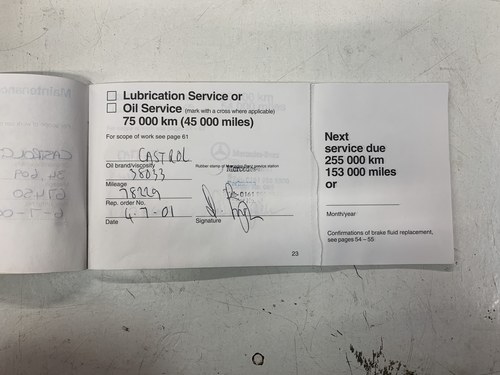 Lubrication Service or
Oil Service (mark with a cross where applicable)
75 000 km (45 000 miles)
For scope of work see page 61
CASTROL
Oil brand/viscosity
38033
Mileage
78229
Rep. order No.
4-7-01
Date
Signature
23
Next
service due
255 000 km
153 000 miles
or
Month/year
Confirmations of brake fluid replacement,
see pages 54 – 55